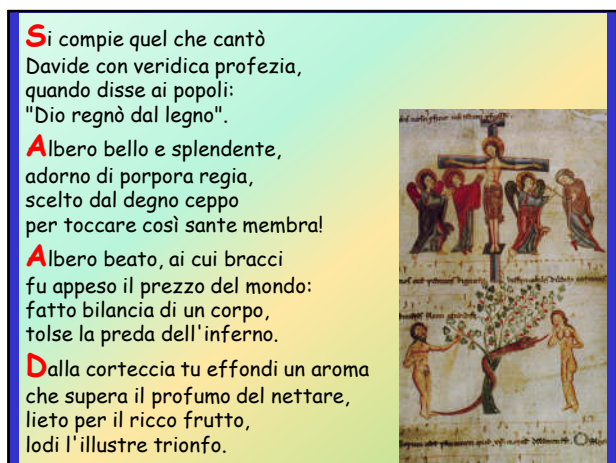 Si compie quel che cantò
Davide con veridica profezia,
quando disse ai popoli:
"Dio regnò dal legno".
Albero bello e splendente,
adorno di porpora regia,
scelto dal degno ceppo
per toccare così sante membra!
Albero beato, ai cui bracci
fu appeso il prezzo del mondo:
fatto bilancia di un corpo,
tolse la preda dell'inferno.
Dalla corteccia tu effondi un aroma
che supera il profumo del nettare,
lieto per il ricco frutto,
lodi l'illustre trionfo.